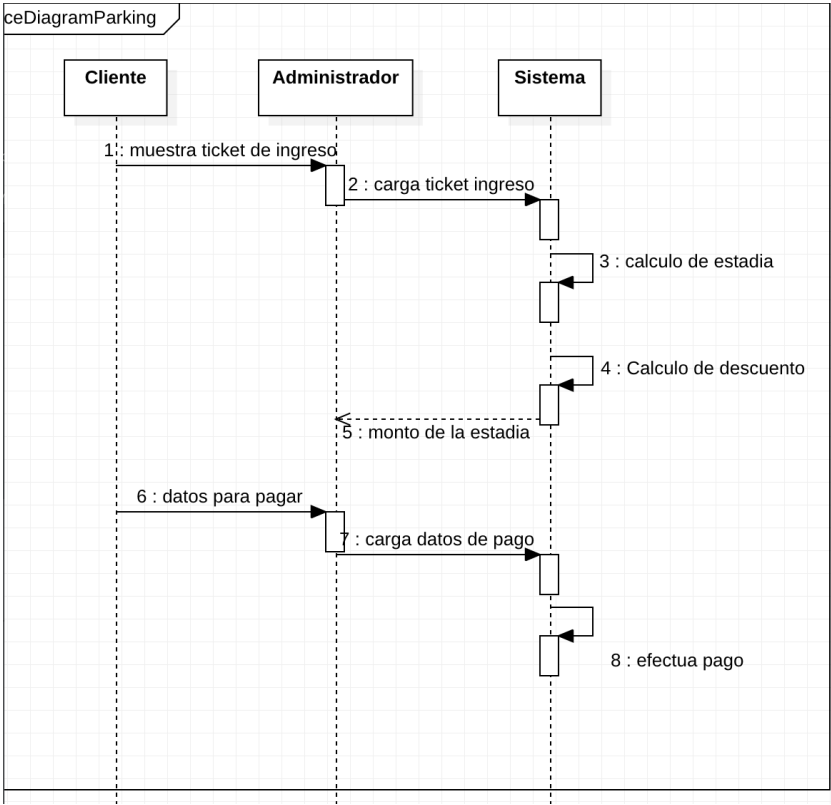 ceDiagramParking
Cliente
Administrador
Sistema
1 : muestra ticket de ingreso
2 : carga ticket ingreso
3 : calculo de estadia
4 : Calculo de descuento
5 : monto de la estadia
6 : datos para pagar
7 : carga datos de pago
8 : efectua pago